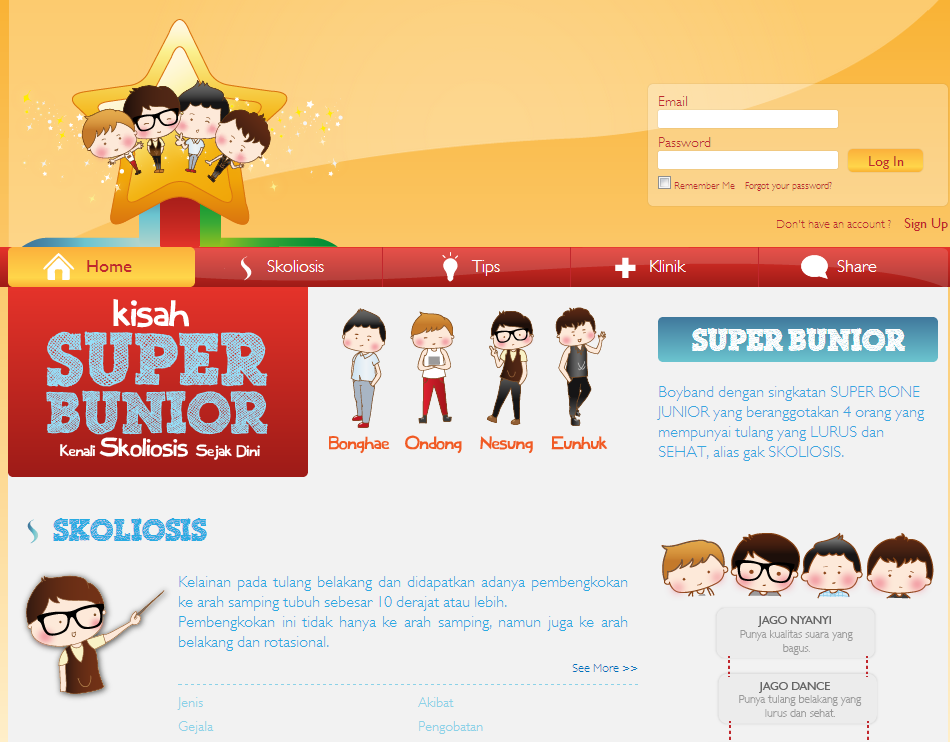 Email
Password
Log In
Remember Me Forgot your password?
Don't have an account ? Sign Up
Home Skoliosis Tips Klinik Share
kisah
SUPER
BUNIOR
Kenali Skoliosis Sejak Dini
Bonghae Ondong Nesung Eunhuk
SUPER BUNIOR
Boyband dengan singkatan SUPER BONE
JUNIOR yang beranggotakan 4 orang yang
mempunyai tulang yang LURUS dan
SEHAT, alias gak SKOLIOSIS.
SKOLIOSIS
Kelainan pada tulang belakang dan didapatkan adanya pembengkokan
ke arah samping tubuh sebesar 10 derajat atau lebih.
Pembengkokan ini tidak hanya ke arah samping, namun juga ke arah
belakang dan rotasional.
See More >>
Jenis Akibat
Gejala Pengobatan
JAGO NYANYI
Punya kualitas suara yang
bagus.
JAGO DANCE
Punya tulang belakang yang
lurus dan sehat.